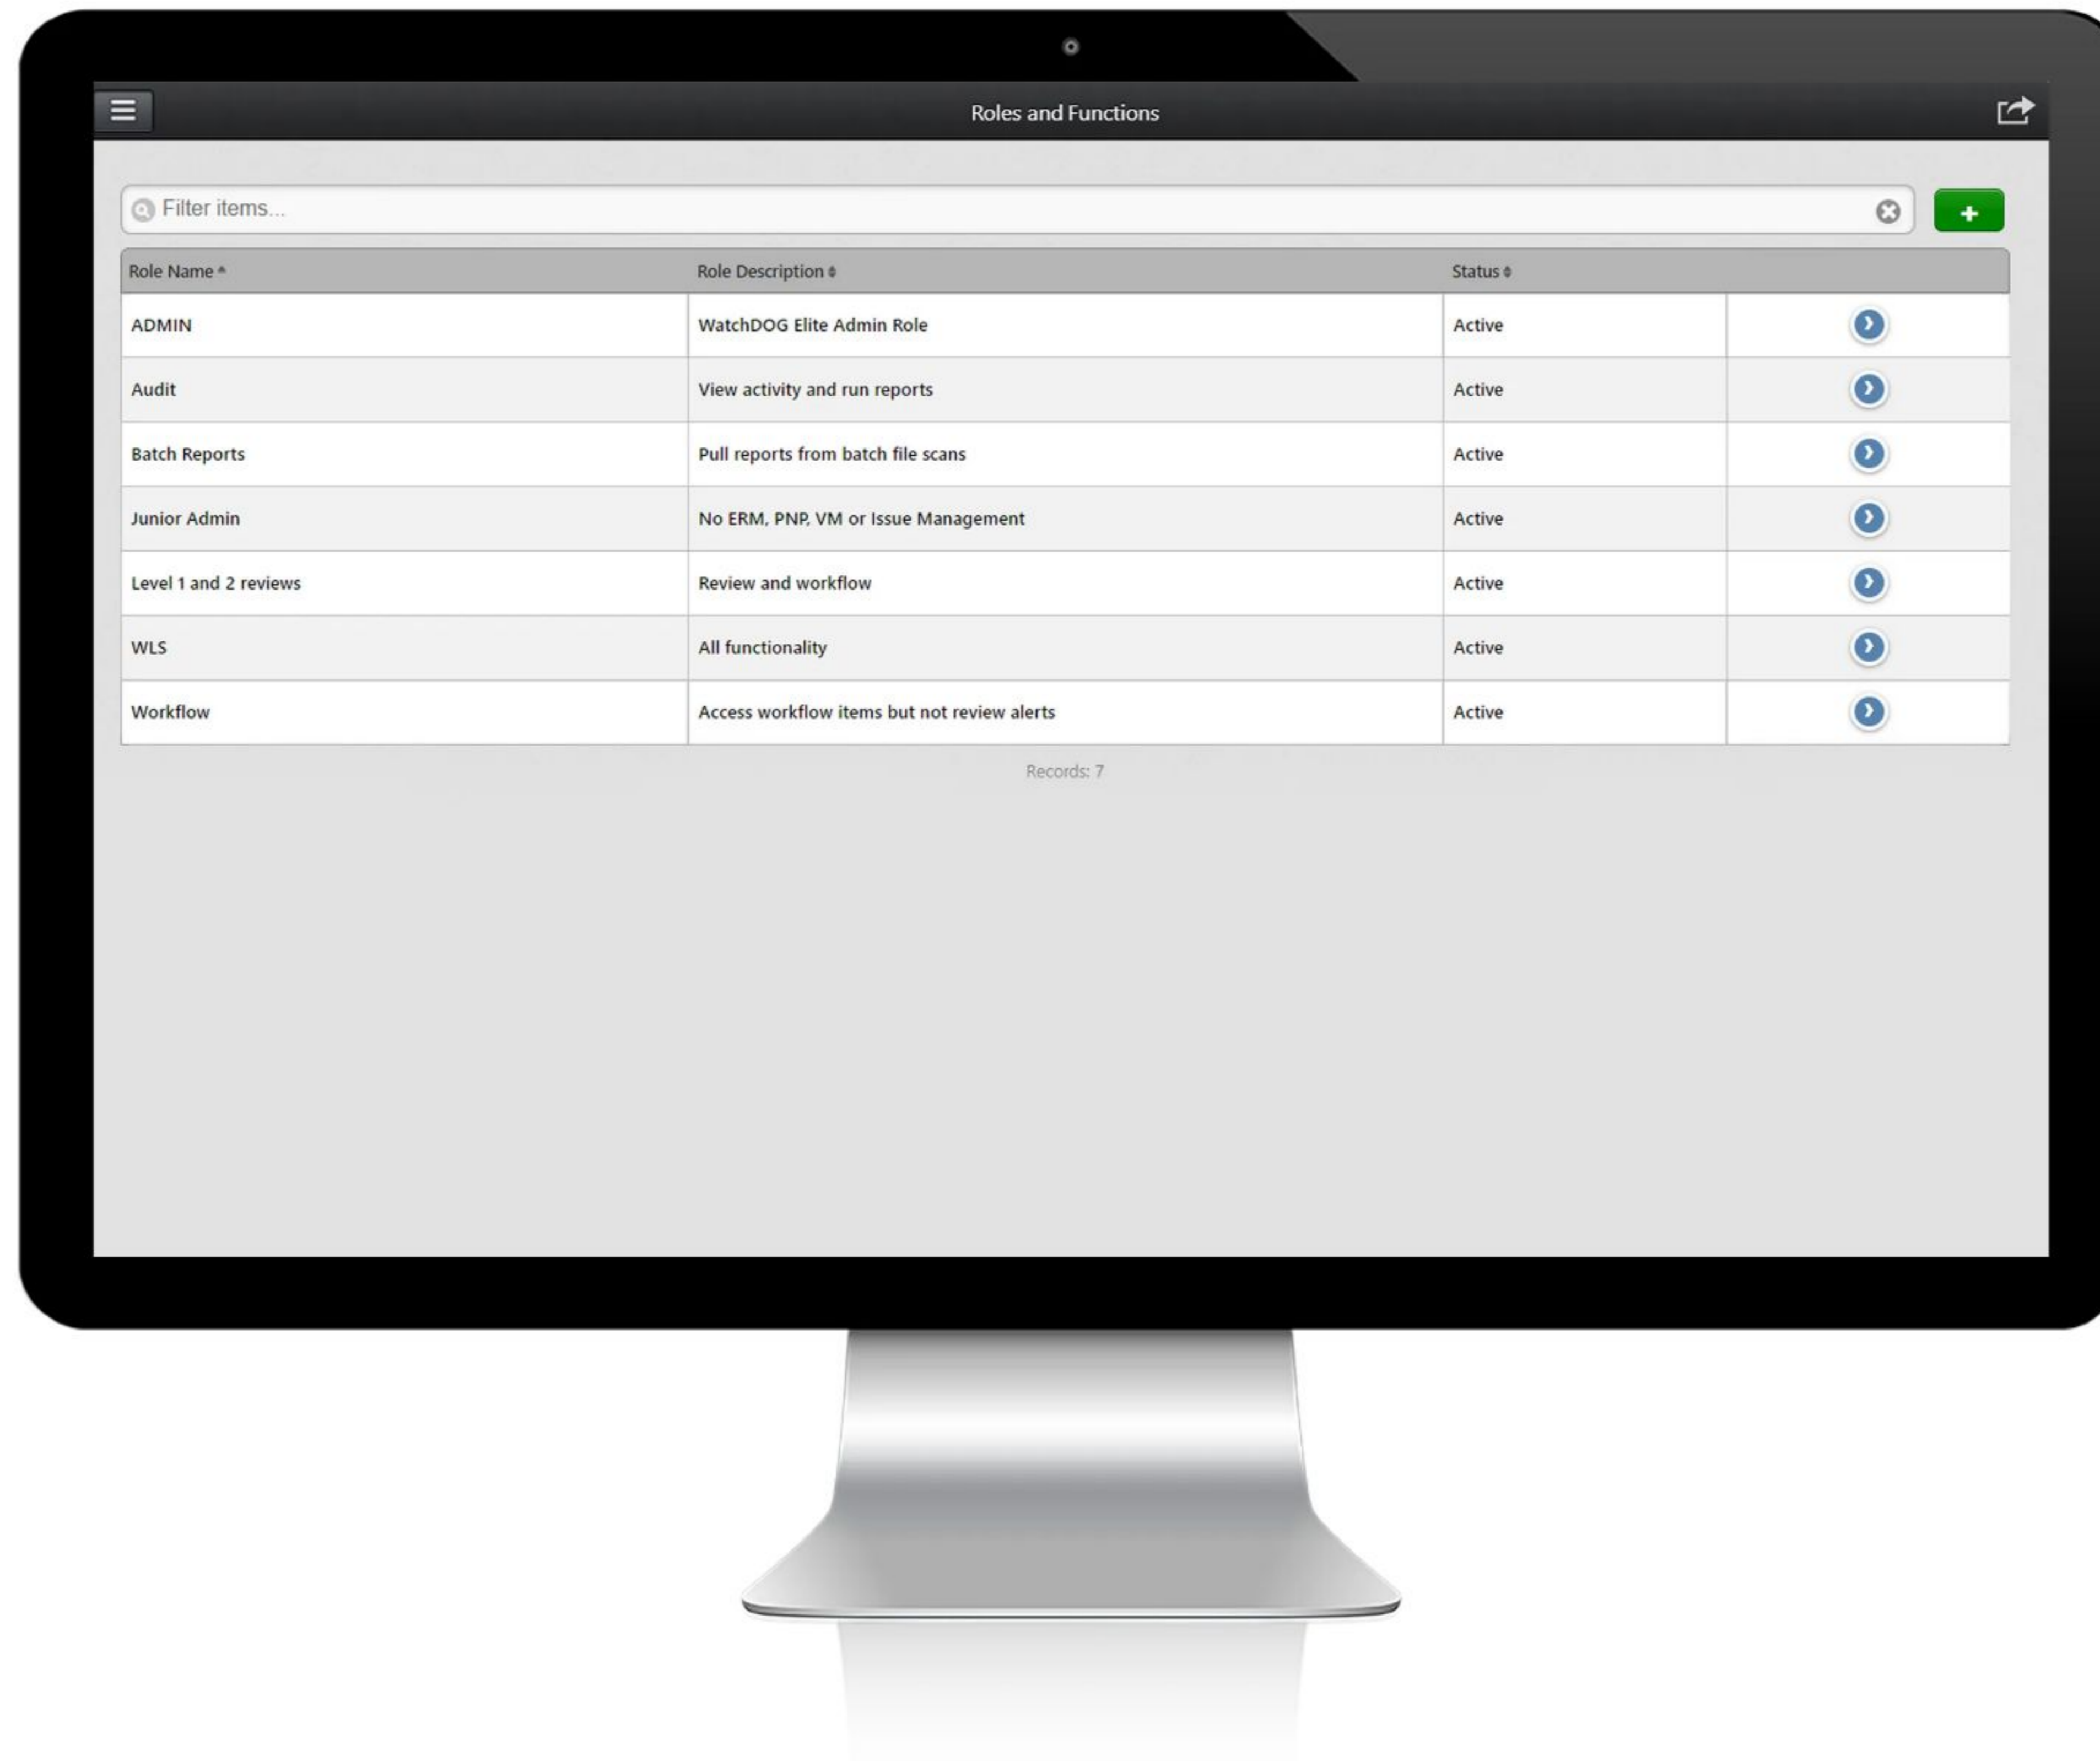 Roles and Functions
Filter items...
Role Name Role Description Status
ADMIN WatchDOG Elite Admin Role Active
Audit View activity and run reports Active
Batch Reports Pull reports from batch file scans Active
Junior Admin No ERM, PNP, VM or Issue Management Active
Level 1 and 2 reviews Review and workflow Active
WLS All functionality Active
Workflow Access workflow items but not review alerts Active
Records: 7